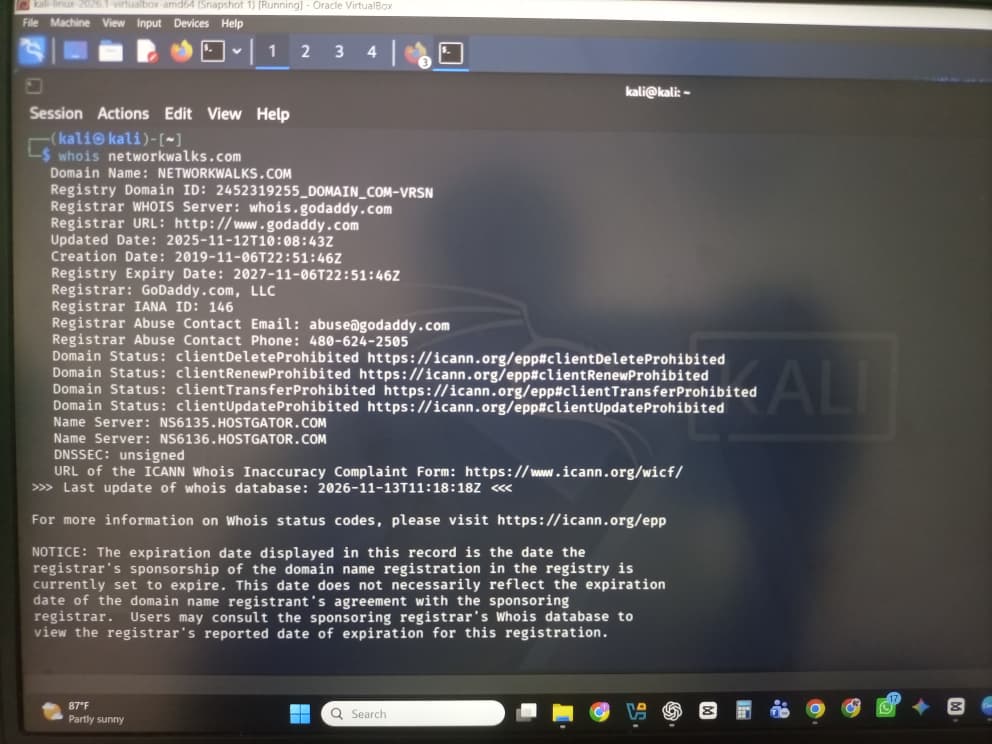 kali-linux-2026.1-virtualbox-amd64 (Snapshot 1) [Running] - Oracle VirtualBox
File Machine View Input Devices Help
1 2 3 4 3
kali@kali: ~
Session Actions Edit View Help
(kali㉿kali)-[~]
$ whois networkwalks.com
Domain Name: NETWORKWALKS.COM
Registry Domain ID: 2452319255_DOMAIN_COM-VRSN
Registrar WHOIS Server: whois.godaddy.com
Registrar URL: http://www.godaddy.com
Updated Date: 2025-11-12T10:08:43Z
Creation Date: 2019-11-06T22:51:46Z
Registry Expiry Date: 2027-11-06T22:51:46Z
Registrar: GoDaddy.com, LLC
Registrar IANA ID: 146
Registrar Abuse Contact Email: abuse@godaddy.com
Registrar Abuse Contact Phone: 480-624-2505
Domain Status: clientDeleteProhibited https://icann.org/epp#clientDeleteProhibited
Domain Status: clientRenewProhibited https://icann.org/epp#clientRenewProhibited
Domain Status: clientTransferProhibited https://icann.org/epp#clientTransferProhibited
Domain Status: clientUpdateProhibited https://icann.org/epp#clientUpdateProhibited
Name Server: NS6135.HOSTGATOR.COM
Name Server: NS6136.HOSTGATOR.COM
DNSSEC: unsigned
URL of the ICANN Whois Inaccuracy Complaint Form: https://www.icann.org/wicf/
>>> Last update of whois database: 2026-11-13T11:18:18Z <<<
For more information on Whois status codes, please visit https://icann.org/epp
NOTICE: The expiration date displayed in this record is the date the
registrar's sponsorship of the domain name registration in the registry is
currently set to expire. This date does not necessarily reflect the expiration
date of the domain name registrant's agreement with the sponsoring
registrar. Users may consult the sponsoring registrar's Whois database to
view the registrar's reported date of expiration for this registration.
KALI
87°F
Partly sunny
Search
17